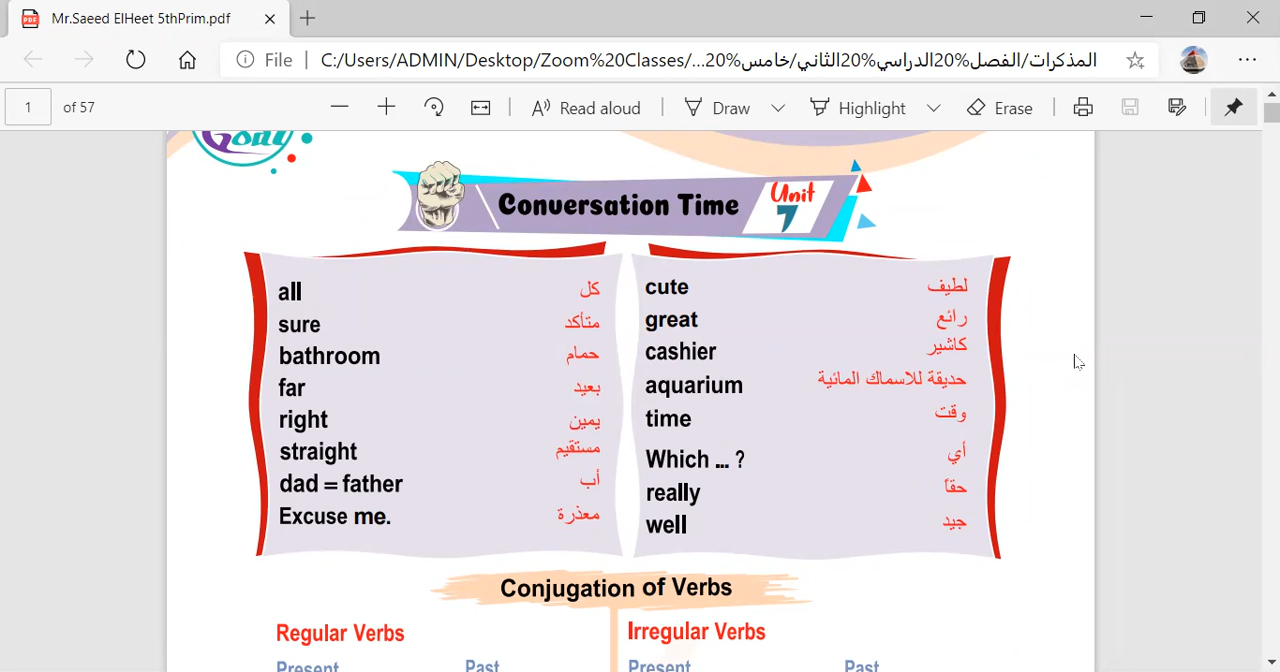 Mr.Saeed ElHeet 5thPrim.pdf
File
C:/Users/ADMIN/Desktop/Zoom%20Classes/...المذكرات/الفصل%20الدراسي%20الثاني/خامس%20
1 of 57
Read aloud
Draw
Highlight
Erase
Goal
Conversation Time
Unit
7
all كل
sure متأكد
bathroom حمام
far بعيد
right يمين
straight مستقيم
dad = father أب
Excuse me. معذرة
cute لطيف
great رائع
cashier كاشير
aquarium حديقة للاسماك المائية
time وقت
Which ... ? أي
really حقاً
well جيد
Conjugation of Verbs
Regular Verbs
Irregular Verbs
Present Past
Present Past